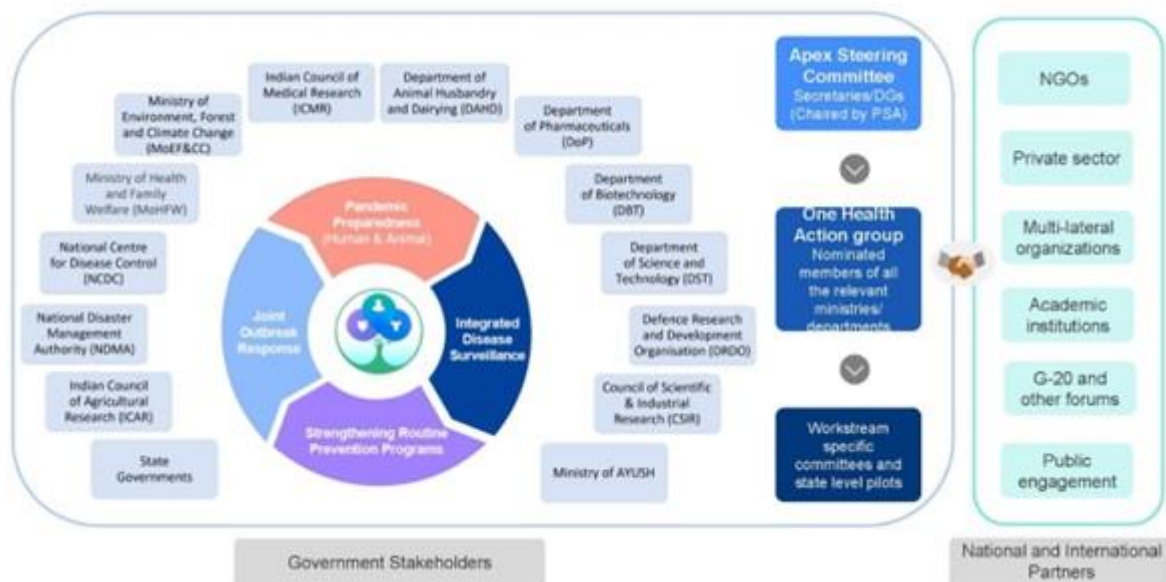 Indian Council of
Medical Research
(ICMR)
Department of
Animal Husbandry
and Dairying (DAHD)
Ministry of
Environment, Forest
and Climate Change
(MoEF&CC)
Department
of Pharmaceuticals
(DoP)
Ministry of Health
and Family
Welfare (MoHFW)
Department
of Biotechnology
(DBT)
National Centre
for Disease Control
(NCDC)
Department
of Science and
Technology (DST)
National Disaster
Management
Authority (NDMA)
Defence Research
and Development
Organisation (DRDO)
Indian Council
of Agricultural
Research (ICAR)
Council of Scientific
& Industrial
Research (CSIR)
State
Governments
Ministry of AYUSH
Pandemic
Preparedness
(Human & Animal)
Joint
Outbreak
Response
Integrated
Disease
Surveillance
Strengthening Routine
Prevention Programs
Apex Steering
Committee
Secretaries/DGs
(Chaired by PSA)
One Health
Action group
Nominated
members of all
the relevant
ministries/
departments
Workstream
specific
committees and
state level pilots
NGOs
Private sector
Multi-lateral
organizations
Academic
institutions
G-20 and
other forums
Public
engagement
Government Stakeholders
National and International
Partners